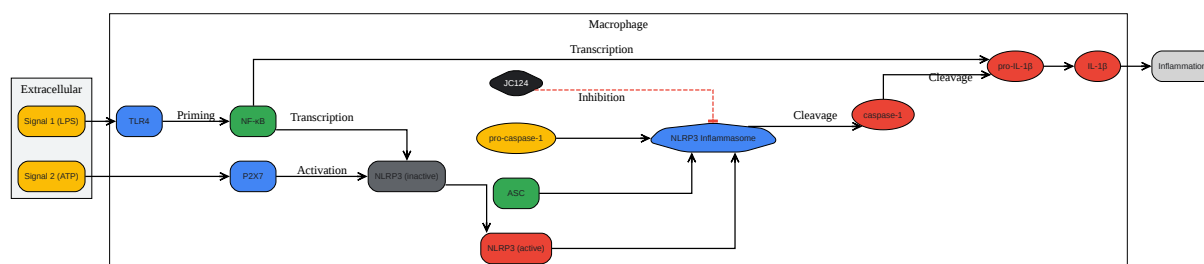 Macrophage
Extracellular
Signal 1 (LPS)
TLR4
Priming
NF-κB
Transcription
Transcription
JC124
Inhibition
pro-IL-1β
IL-1β
Inflammation
Cleavage
caspase-1
Cleavage
pro-caspase-1
NLRP3 Inflammasome
Signal 2 (ATP)
P2X7
Activation
NLRP3 (inactive)
ASC
NLRP3 (active)